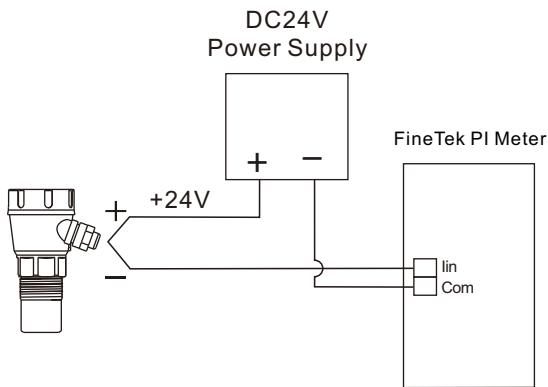 DC24V
Power Supply
FineTek PI Meter
+ −
+24V
+
−
Iin
Com